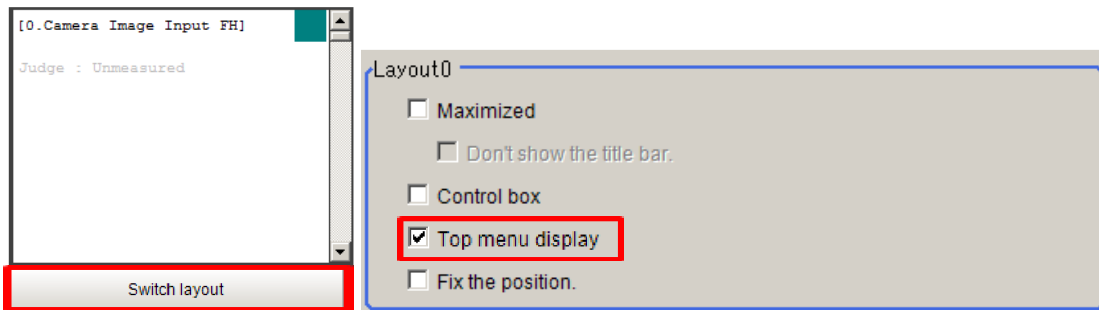 [0.Camera Image Input FH]
Judge : Unmeasured
Switch layout
Layout0
Maximized
Don't show the title bar.
Control box
Top menu display
Fix the position.